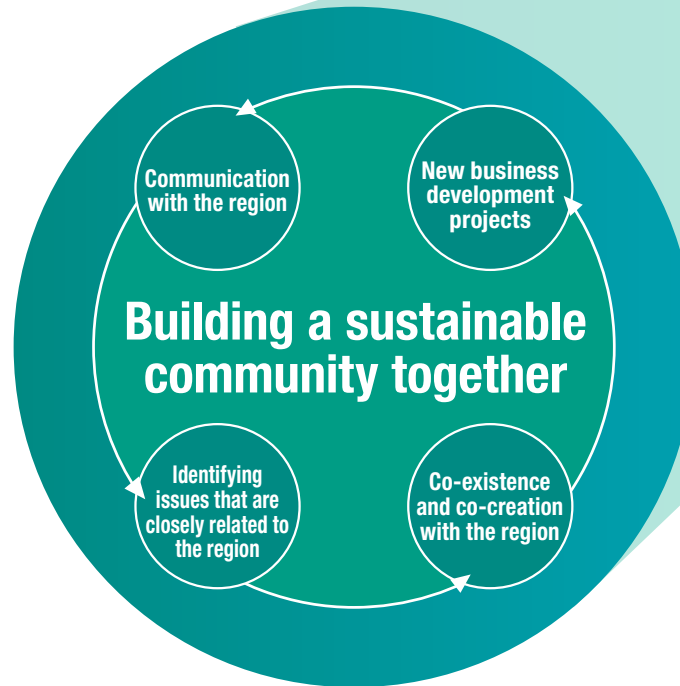 Communication
with the region
New business
development
projects
Building a sustainable
community together
Identifying
issues that are
closely related to
the region
Co-existence
and co-creation
with the region